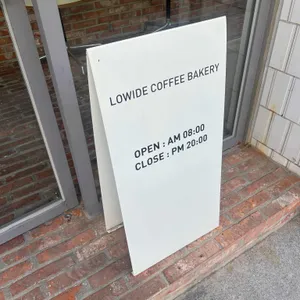 LOWIDE COFFEE BAKERY
OPEN : AM 08:00
CLOSE : PM 20:00